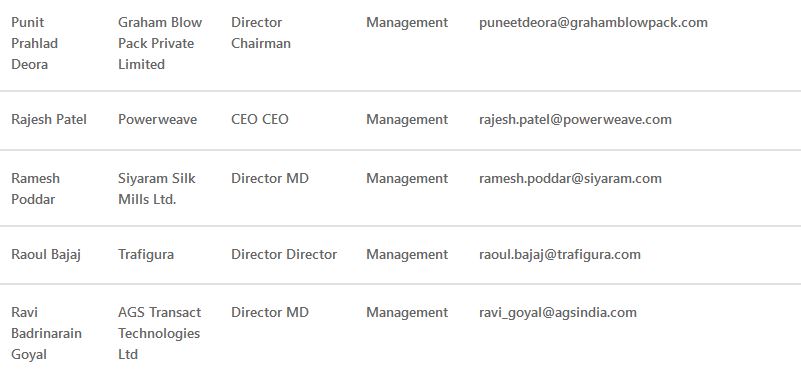 Punit Graham Blow Director Management puneetdeora@grahamblowpack.com
Prahlad Pack Private Chairman
Deora Limited
Rajesh Patel Powerweave CEO CEO Management rajesh.patel@powerweave.com
Ramesh Siyaram Silk Director MD Management ramesh.poddar@siyaram.com
Poddar Mills Ltd.
Raoul Bajaj Trafigura Director Director Management raoul.bajaj@trafigura.com
Ravi AGS Transact Director MD Management ravi_goyal@agsindia.com
Badrinarain Technologies
Goyal Ltd